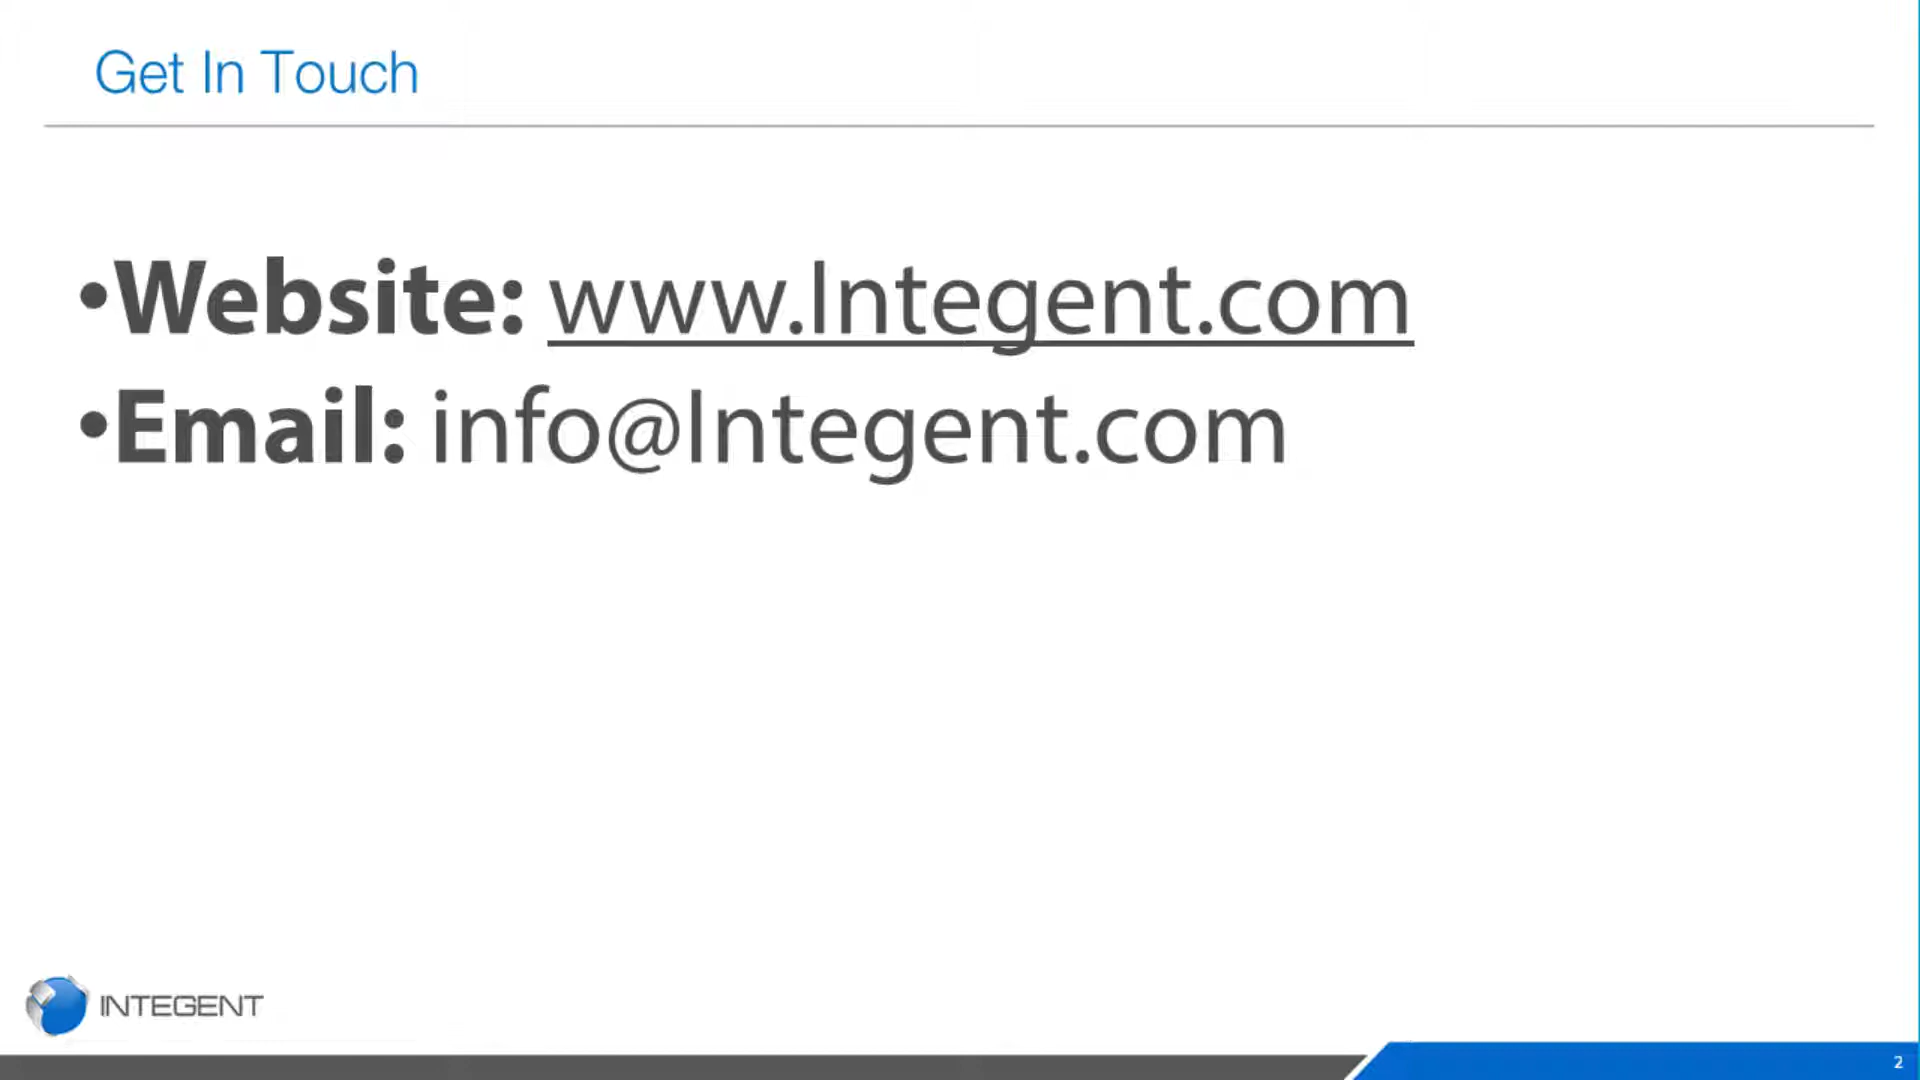 Get In Touch
•Website: www.Integent.com
•Email: info@Integent.com
INTEGENT
2